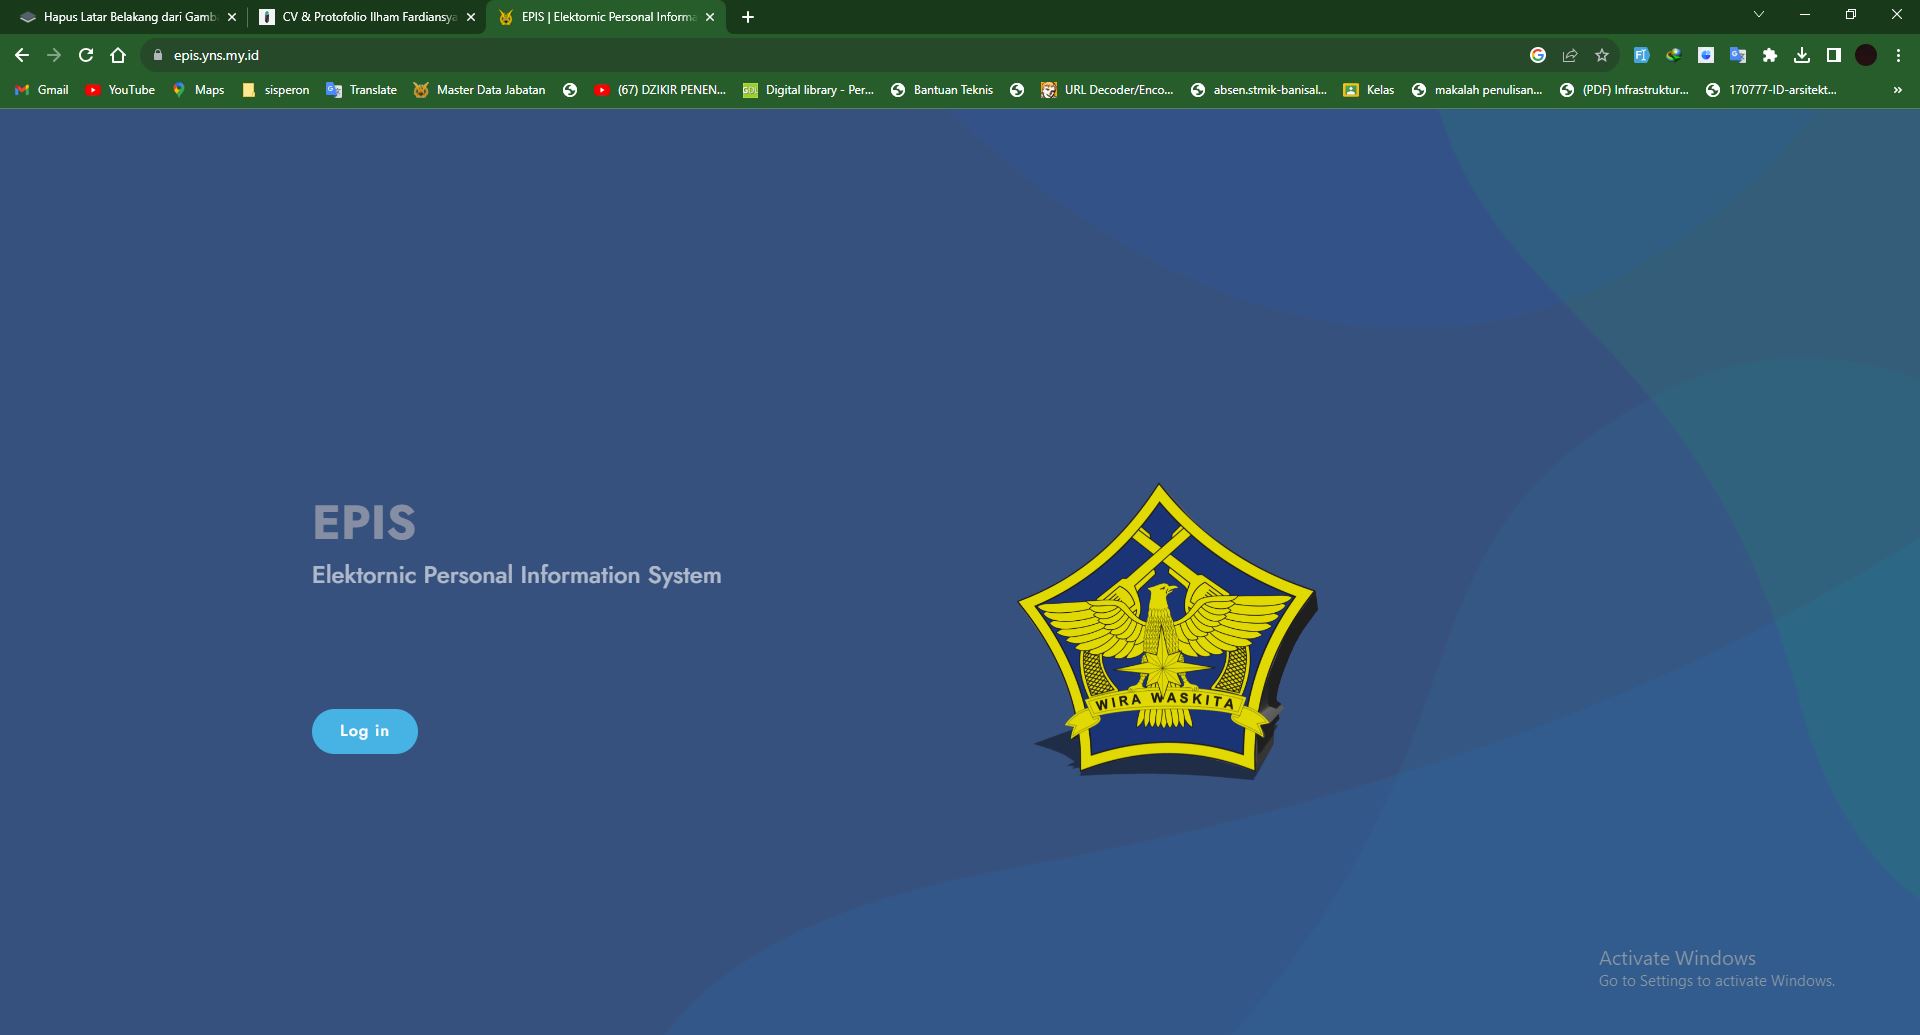 Hapus Latar Belakang dari Gamb
CV & Protofolio Ilham Fardiansya
EPIS | Elektornic Personal Informa
epis.yns.my.id
Gmail
YouTube
Maps
sisperon
Translate
Master Data Jabatan
(67) DZIKIR PENEN...
Digital library - Per...
Bantuan Teknis
URL Decoder/Enco...
absen.stmik-banisal...
Kelas
makalah penulisan...
(PDF) Infrastruktur...
170777-ID-arsitekt...
»
EPIS
Elektornic Personal Information System
Log in
WIRA WASKITA
Activate Windows
Go to Settings to activate Windows.